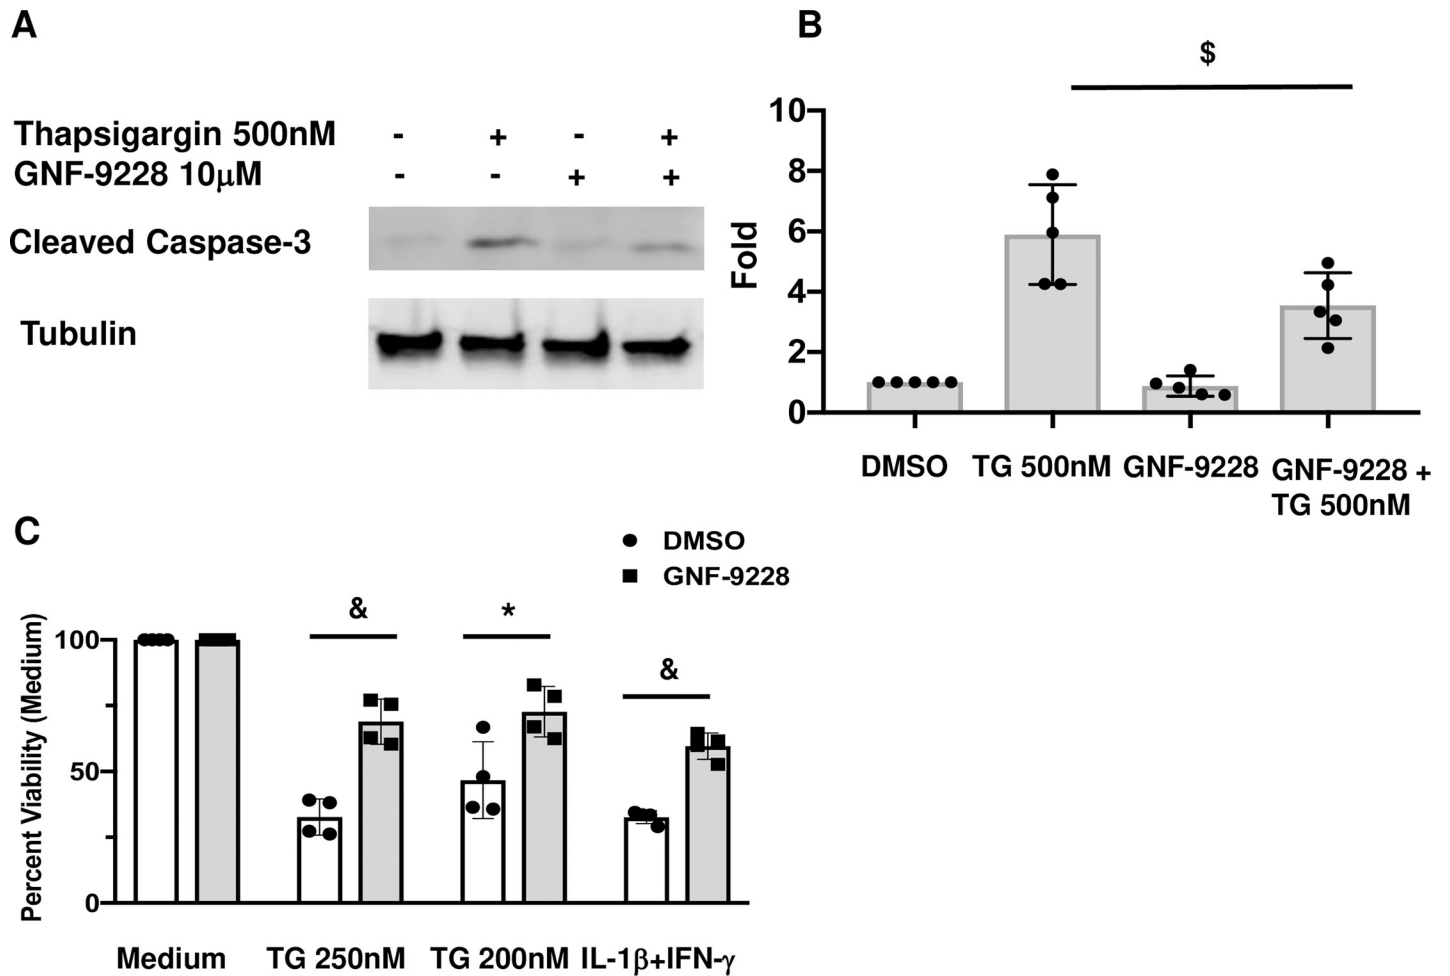 A
Thapsigargin 500nM - + - +
GNF-9228 10μM - - + +
Cleaved Caspase-3
Tubulin
B
$
10
8
6
4
2
0
Fold
DMSO TG 500nM GNF-9228 GNF-9228 +
TG 500nM
C
DMSO
GNF-9228
& * &
100
50
0
Percent Viability (Medium)
Medium TG 250nM TG 200nM IL-1β+IFN-γ